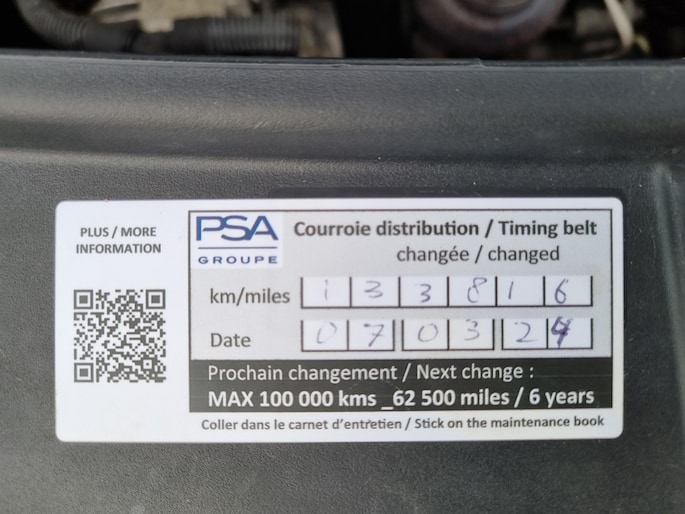 PLUS / MORE
INFORMATION
PSA
GROUPE
Courroie distribution / Timing belt
changée / changed
km/miles 1 3 3 8 1 6
Date 0 7 0 3 2 4
Prochain changement / Next change :
MAX 100 000 kms _62 500 miles / 6 years
Coller dans le carnet d'entretien / Stick on the maintenance book